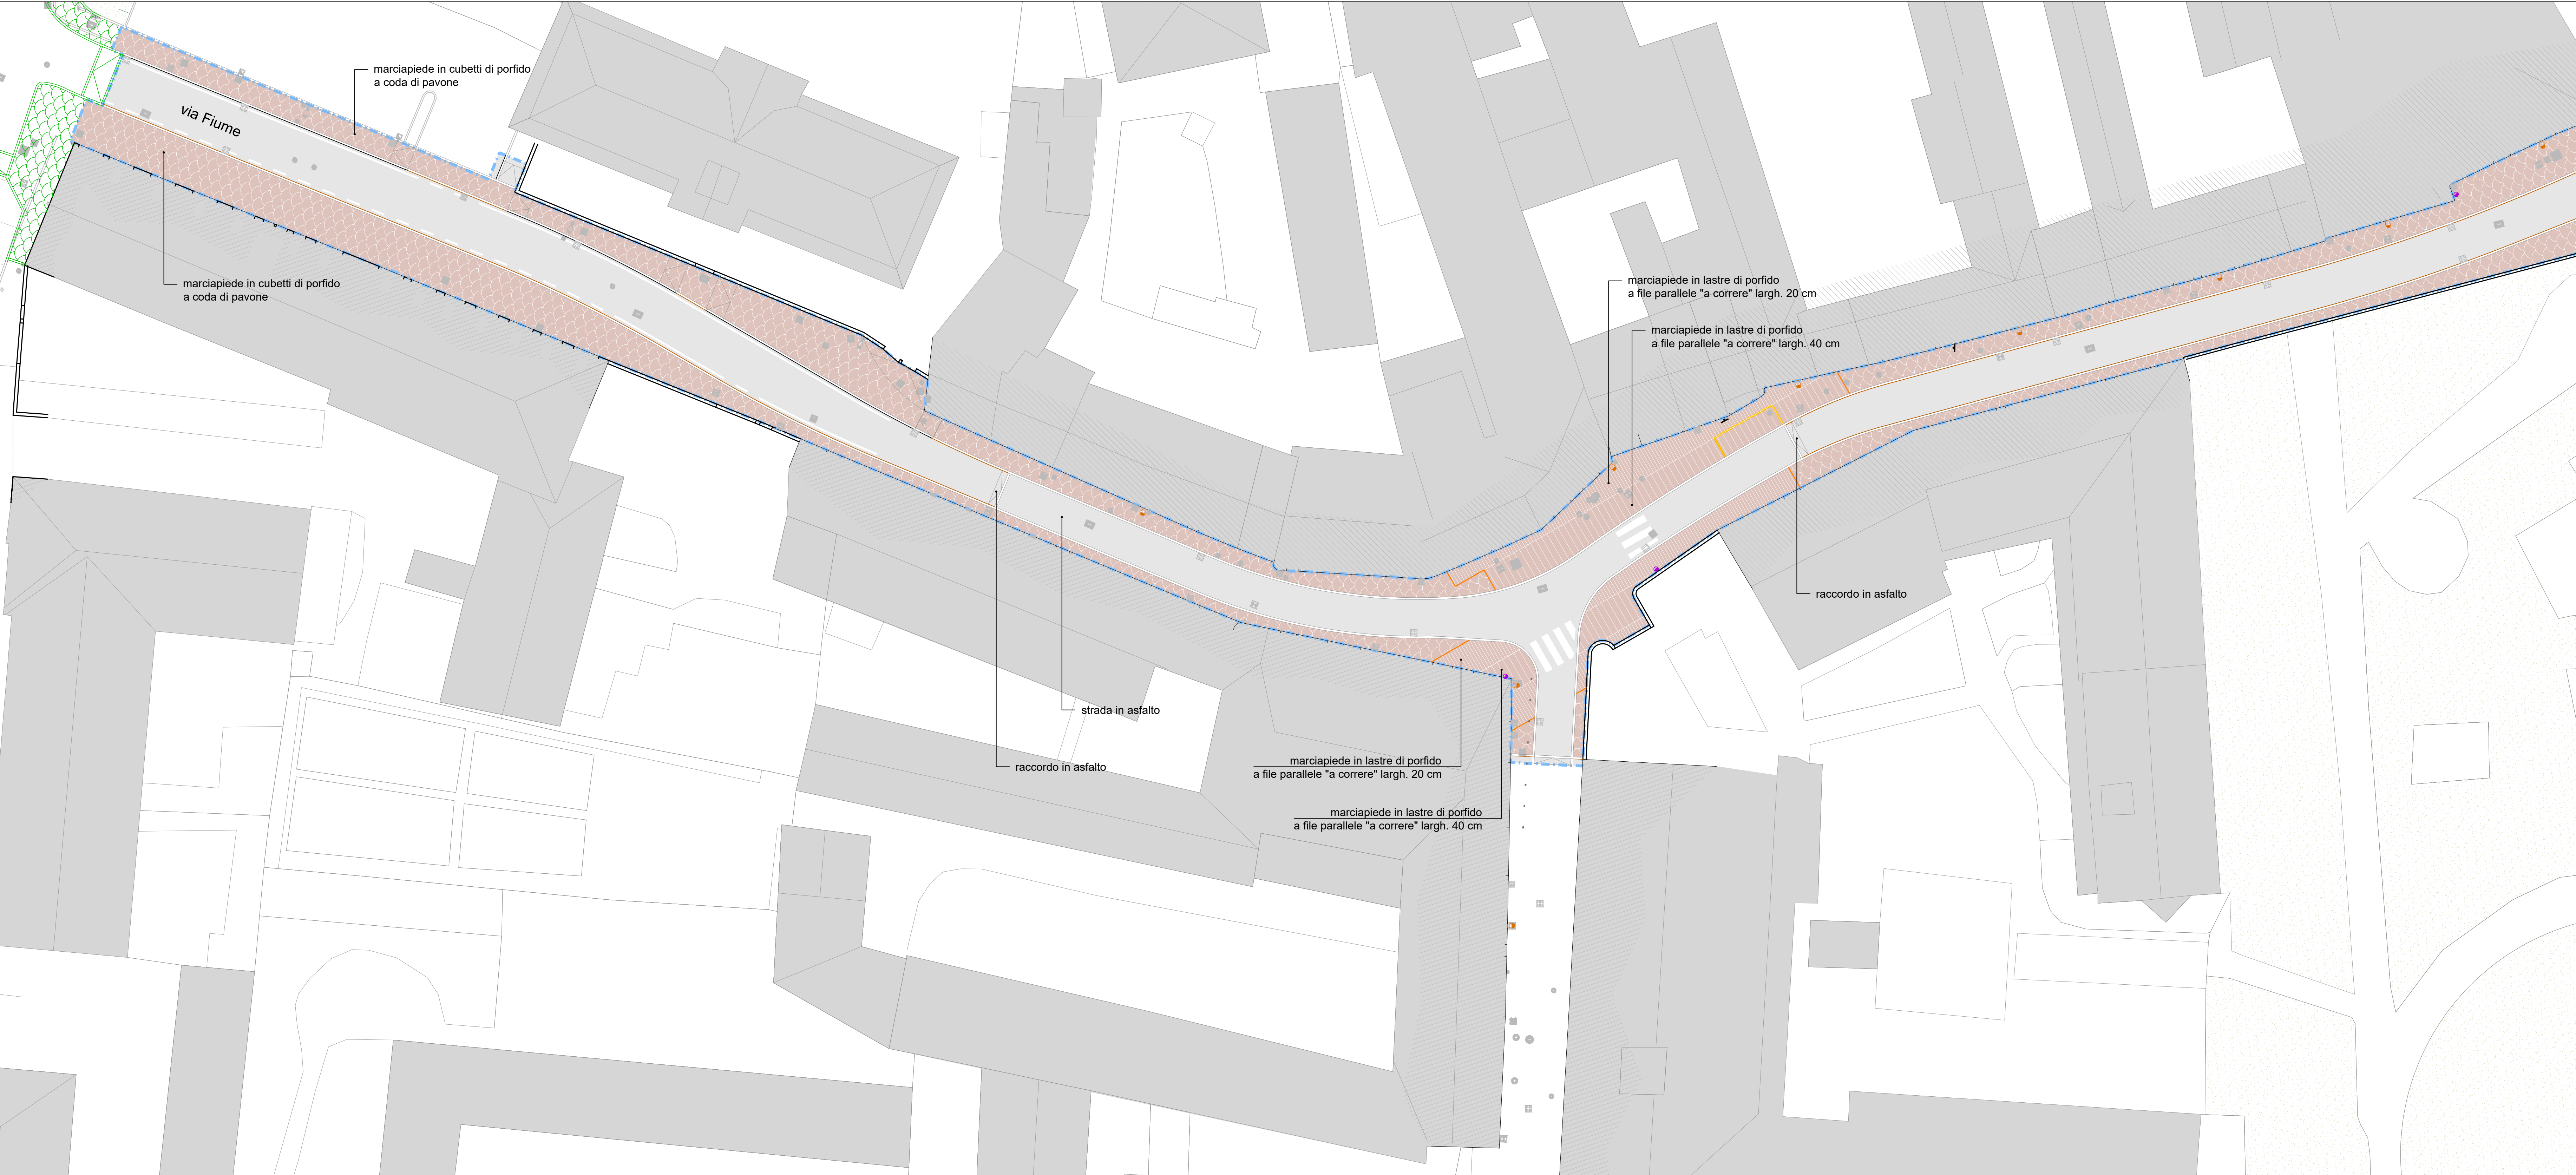 marciapiede in cubetti di porfido
a coda di pavone
via Fiume
marciapiede in cubetti di porfido
a coda di pavone
marciapiede in lastre di porfido
a file parallele "a correre" largh. 20 cm
marciapiede in lastre di porfido
a file parallele "a correre" largh. 40 cm
raccordo in asfalto
strada in asfalto
raccordo in asfalto
marciapiede in lastre di porfido
a file parallele "a correre" largh. 20 cm
marciapiede in lastre di porfido
a file parallele "a correre" largh. 40 cm